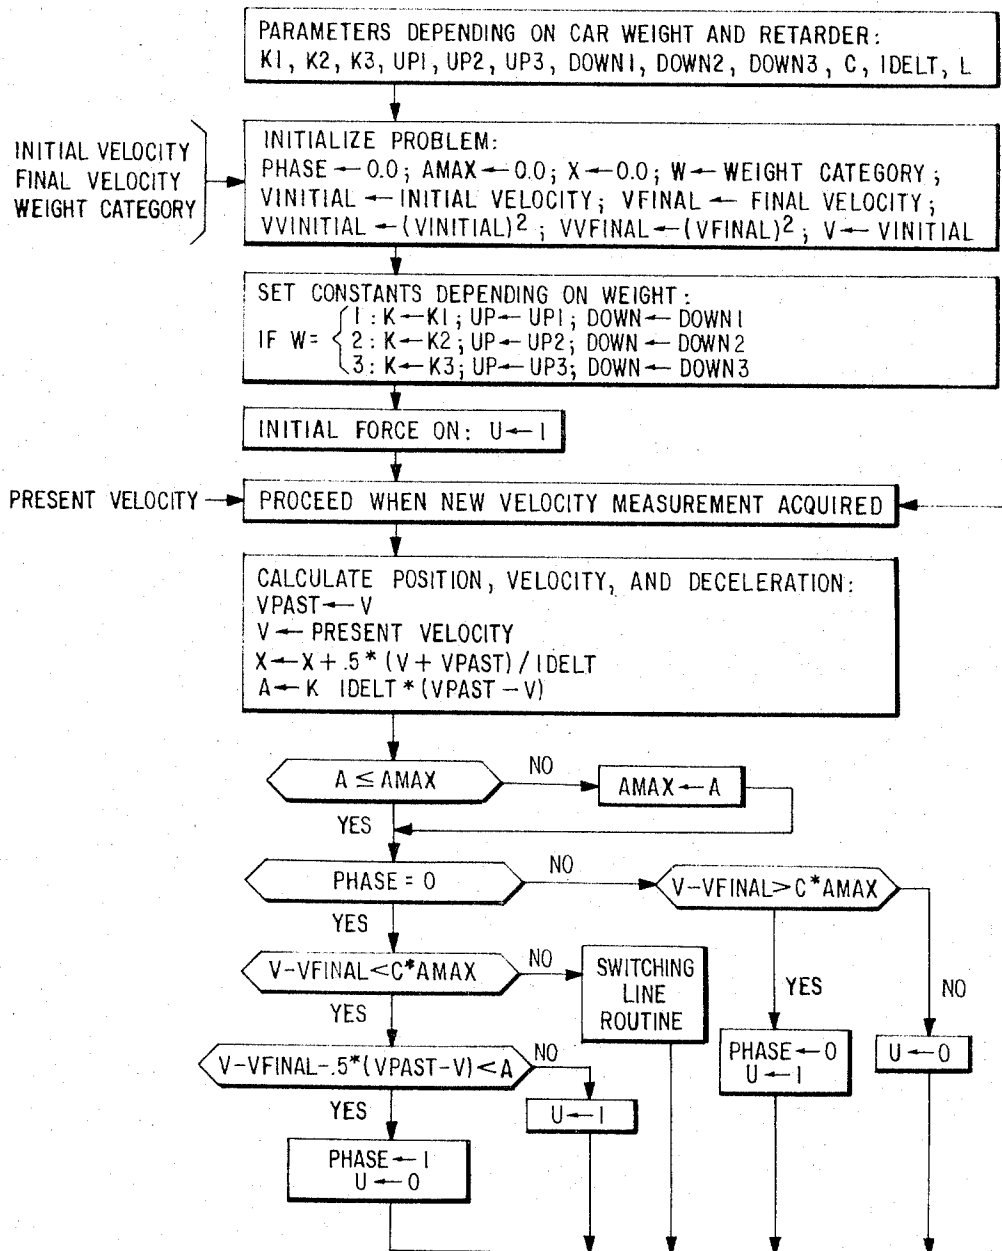 PARAMETERS DEPENDING ON CAR WEIGHT AND RETARDER:
K1, K2, K3, UP1, UP2, UP3, DOWN1, DOWN2, DOWN3, C, IDELT, L
INITIAL VELOCITY
FINAL VELOCITY
WEIGHT CATEGORY
INITIALIZE PROBLEM:
PHASE ← 0.0; AMAX ← 0.0; X ← 0.0; W ← WEIGHT CATEGORY;
VINITIAL ← INITIAL VELOCITY; VFINAL ← FINAL VELOCITY;
VVINITIAL ← (VINITIAL)²; VVFINAL ← (VFINAL)²; V ← VINITIAL
SET CONSTANTS DEPENDING ON WEIGHT:
IF W= { 1: K ← K1; UP ← UP1; DOWN ← DOWN1
2: K ← K2; UP ← UP2; DOWN ← DOWN2
3: K ← K3; UP ← UP3; DOWN ← DOWN3
INITIAL FORCE ON: U ← 1
PRESENT VELOCITY
PROCEED WHEN NEW VELOCITY MEASUREMENT ACQUIRED
CALCULATE POSITION, VELOCITY, AND DECELERATION:
VPAST ← V
V ← PRESENT VELOCITY
X ← X + .5* (V + VPAST) / IDELT
A ← K IDELT * (VPAST - V)
A ≤ AMAX
NO
AMAX ← A
YES
PHASE = 0
NO
V-VFINAL>C*AMAX
YES
V-VFINAL<C*AMAX
NO
SWITCHING
LINE
ROUTINE
YES
NO
YES
PHASE ← 0
U ← 1
U ← 0
V-VFINAL-.5*(VPAST-V)<A
NO
YES
U ← 1
PHASE ← 1
U ← 0